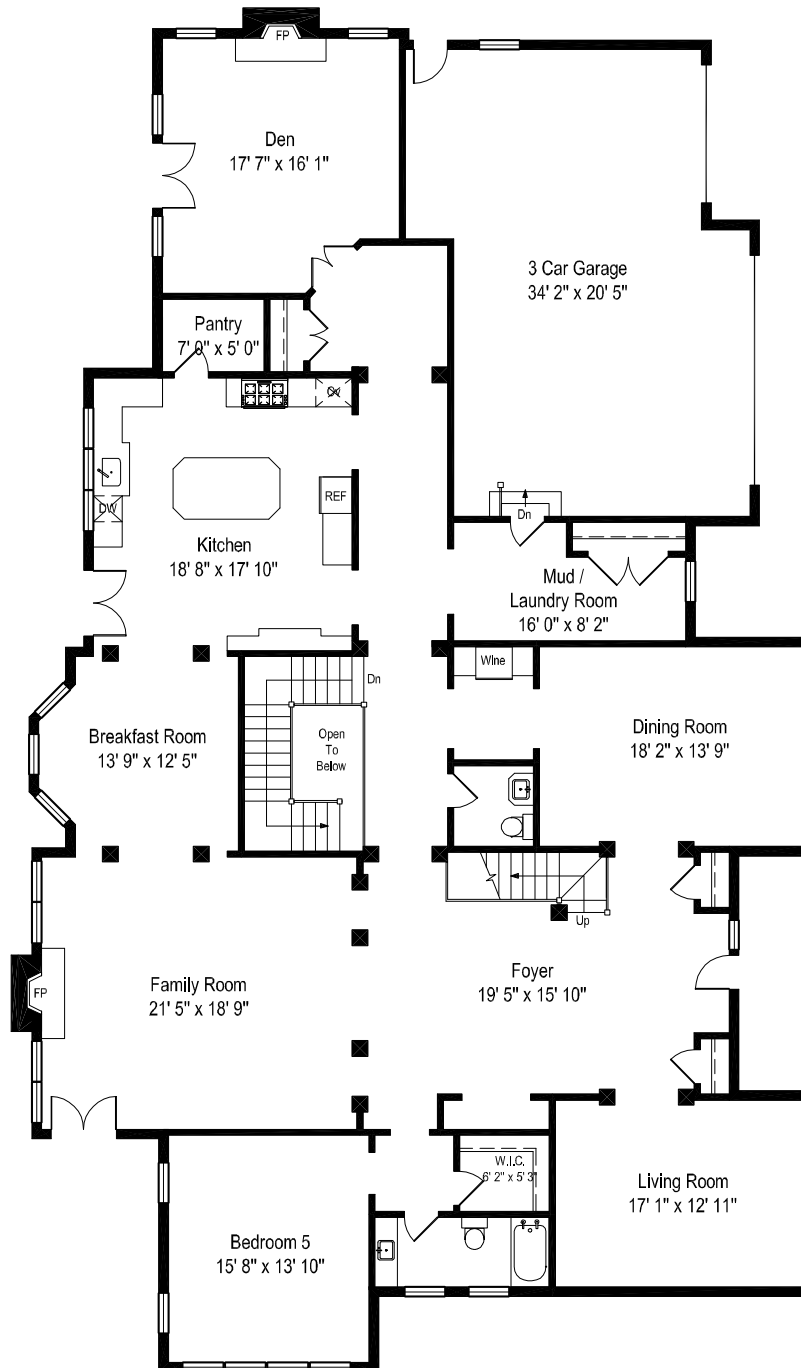 FP
Den
17' 7" x 16' 1"
3 Car Garage
34' 2" x 20' 5"
Pantry
7' 0" x 5' 0"
Ov
DW
REF
Dn
Kitchen
18' 8" x 17' 10"
Mud /
Laundry Room
16' 0" x 8' 2"
Wine
Dn
Open
To
Below
Breakfast Room
13' 9" x 12' 5"
Dining Room
18' 2" x 13' 9"
Up
Family Room
21' 5" x 18' 9"
FP
Foyer
19' 5" x 15' 10"
W.I.C.
6' 2" x 5' 3"
Living Room
17' 1" x 12' 11"
Bedroom 5
15' 8" x 13' 10"